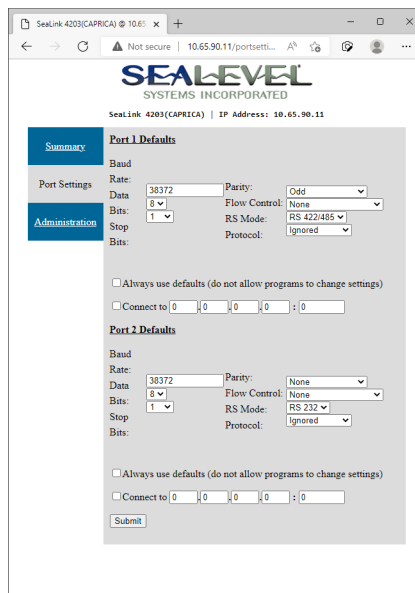 SeaLink 4203(CAPRICA) @ 10.65.
Not secure | 10.65.90.11/portsetti...
SEALEVEL
SYSTEMS INCORPORATED
SeaLink 4203(CAPRICA) | IP Address: 10.65.90.11
Summary
Port Settings
Administration
Port 1 Defaults
Baud
Rate:
Data
Bits:
Stop
Bits:
38372
8
1
Parity: Odd
Flow Control: None
RS Mode: RS 422/485
Protocol: Ignored
Always use defaults (do not allow programs to change settings)
Connect to 0 . 0 . 0 . 0 : 0
Port 2 Defaults
Baud
Rate:
Data
Bits:
Stop
Bits:
38372
8
1
Parity: None
Flow Control: None
RS Mode: RS 232
Protocol: Ignored
Always use defaults (do not allow programs to change settings)
Connect to 0 . 0 . 0 . 0 : 0
Submit